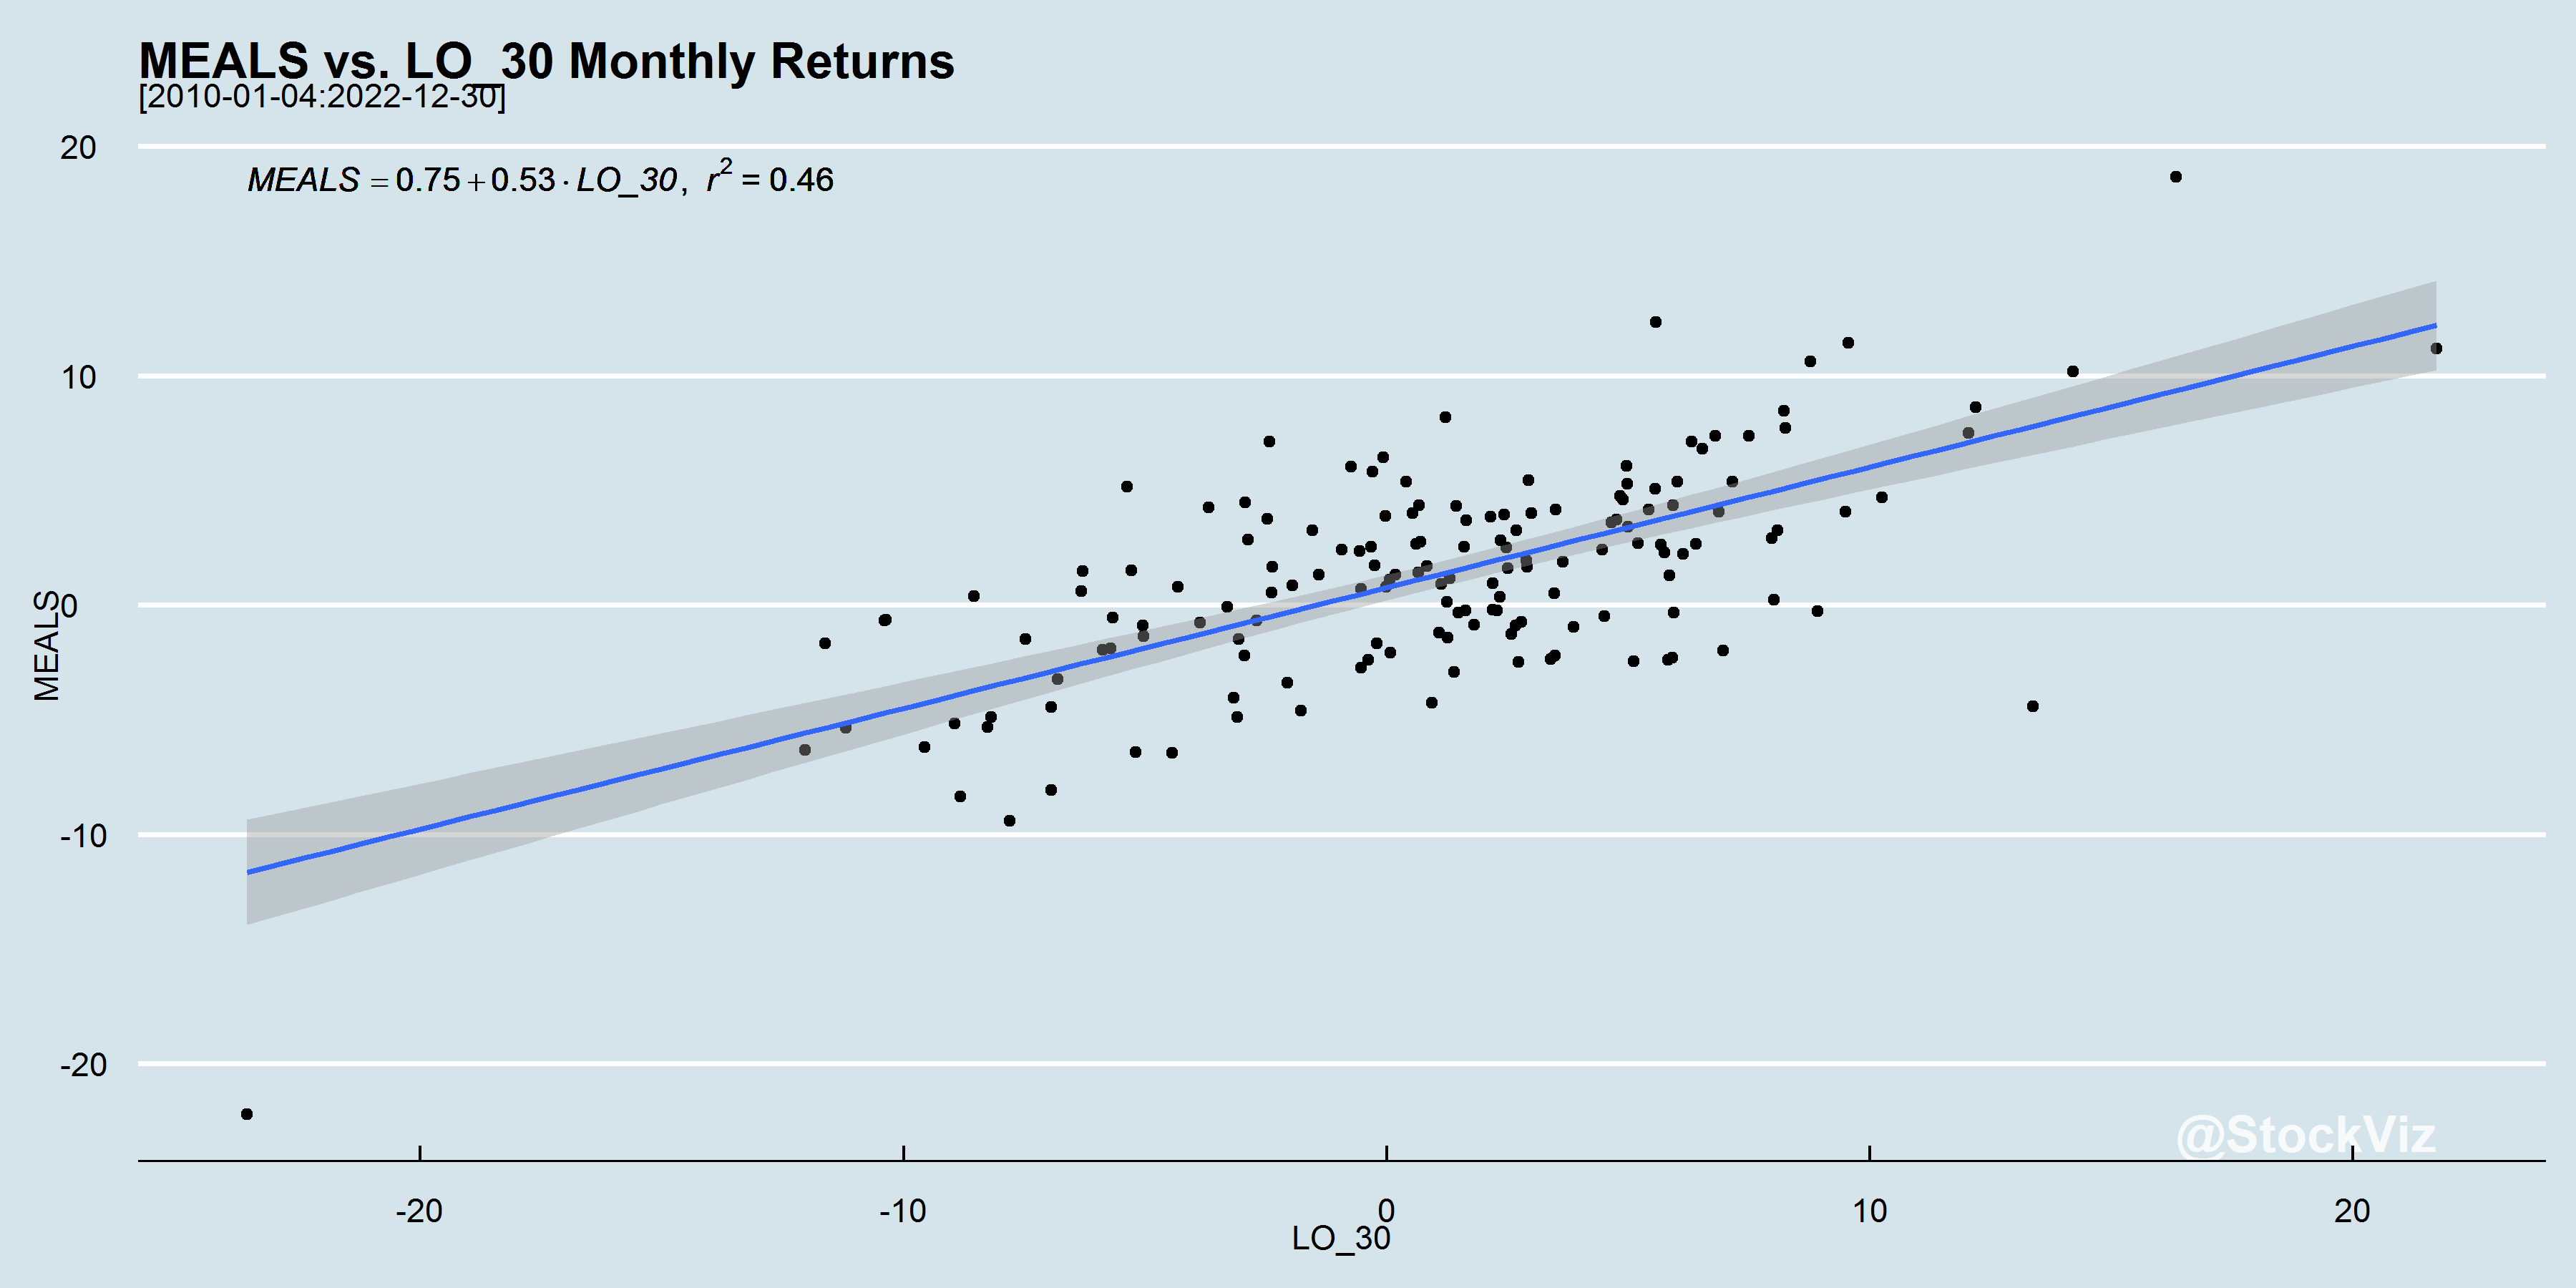 MEALS vs. LO_30 Monthly Returns
[2010-01-04:2022-12-30]
MEALS = 0.75 + 0.53 · LO_30, r² = 0.46
20
10
0
-10
-20
MEALS
@StockViz
-20 -10 0 10 20
LO_30